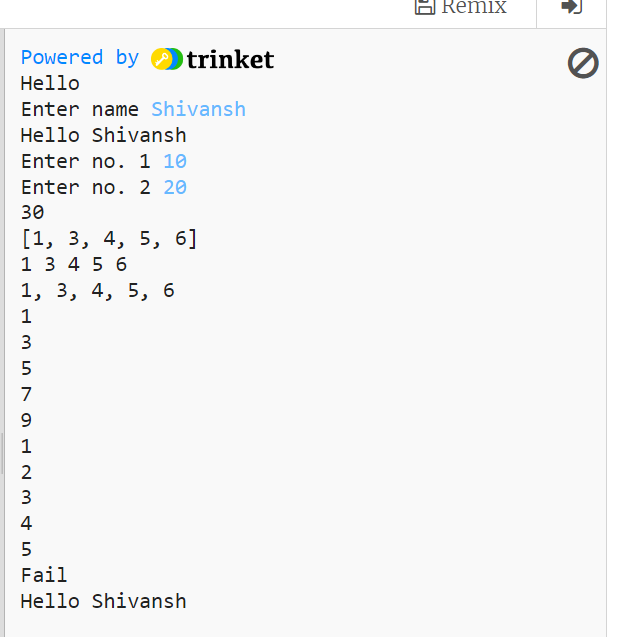 Remix
Powered by trinket
Hello
Enter name Shivansh
Hello Shivansh
Enter no. 1 10
Enter no. 2 20
30
[1, 3, 4, 5, 6]
1 3 4 5 6
1, 3, 4, 5, 6
1
3
5
7
9
1
2
3
4
5
Fail
Hello Shivansh